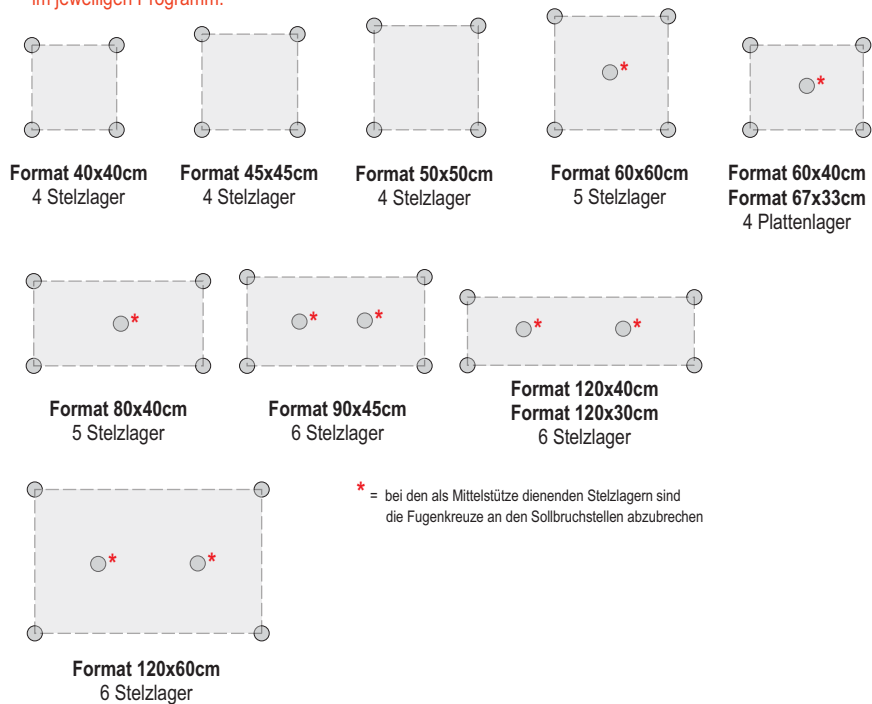 im jeweiligen Programm.
Format 40x40cm
4 Stelzlager
Format 45x45cm
4 Stelzlager
Format 50x50cm
4 Stelzlager
Format 60x60cm
5 Stelzlager
Format 60x40cm
Format 67x33cm
4 Plattenlager
Format 80x40cm
5 Stelzlager
Format 90x45cm
6 Stelzlager
Format 120x40cm
Format 120x30cm
6 Stelzlager
* = bei den als Mittelstütze dienenden Stelzlagern sind
die Fugenkreuze an den Sollbruchstellen abzubrechen
Format 120x60cm
6 Stelzlager